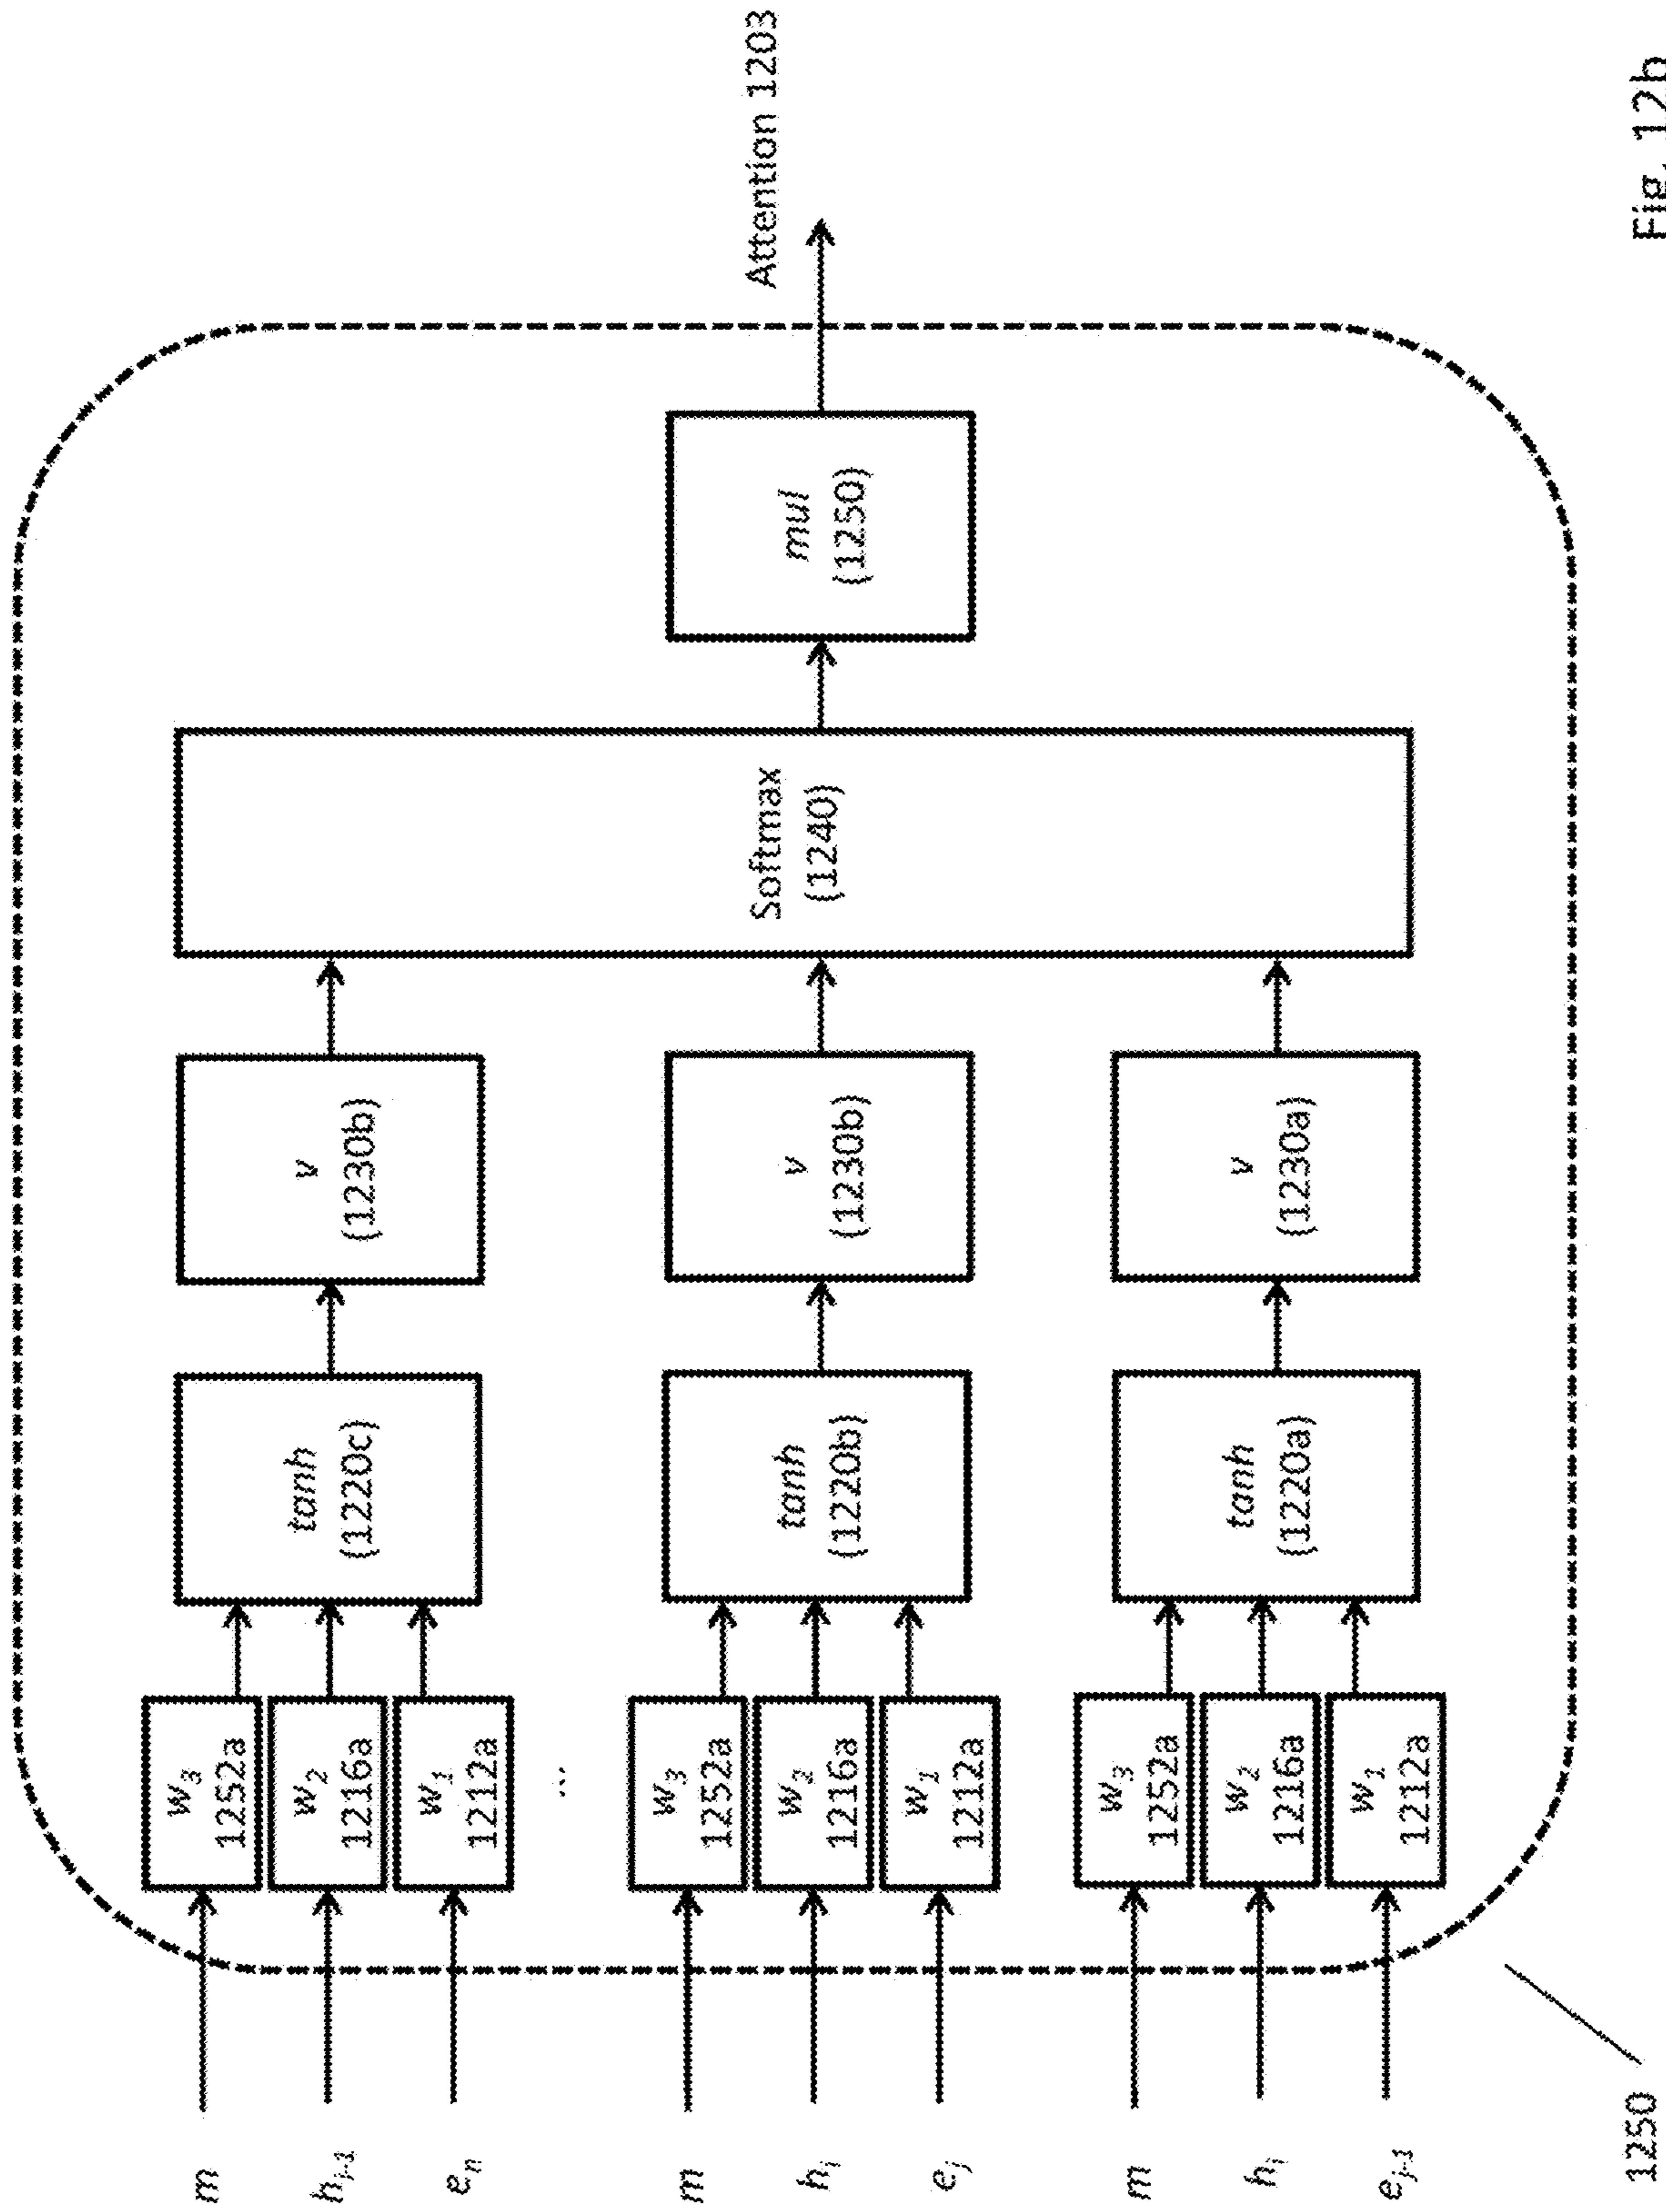 m
w3
1252a
hj-1
w2
1216a
en
w1
1212a
tanh
(1220c)
v
(1230b)
...
m
w3
1252a
hi
w2
1216a
ej
w1
1212a
tanh
(1220b)
v
(1230b)
Softmax
(1240)
mul
(1250)
Attention 1203
m
w3
1252a
hi
w2
1216a
ej-1
w1
1212a
tanh
(1220a)
v
(1230a)
1250
Fig. 12b